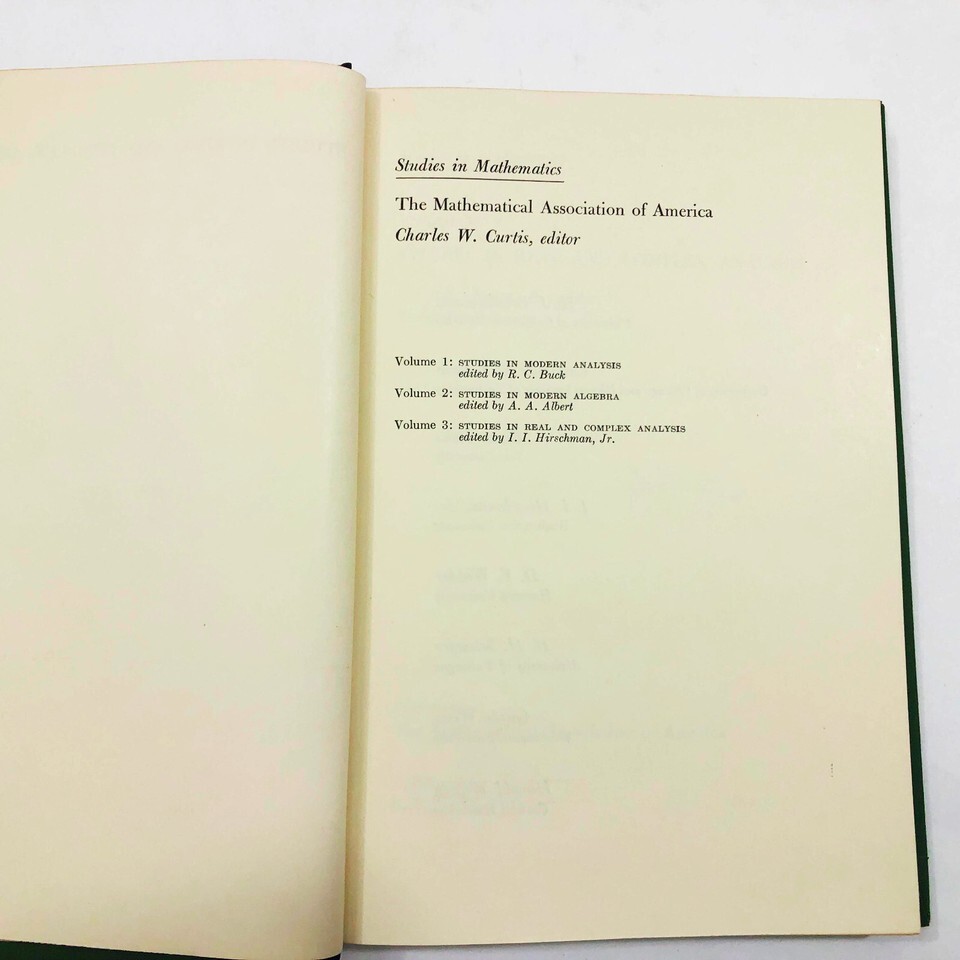 Studies in Mathematics
The Mathematical Association of America
Charles W. Curtis, editor
Volume 1: STUDIES IN MODERN ANALYSIS
edited by R. C. Buck
Volume 2: STUDIES IN MODERN ALGEBRA
edited by A. A. Albert
Volume 3: STUDIES IN REAL AND COMPLEX ANALYSIS
edited by I. I. Hirschman, Jr.